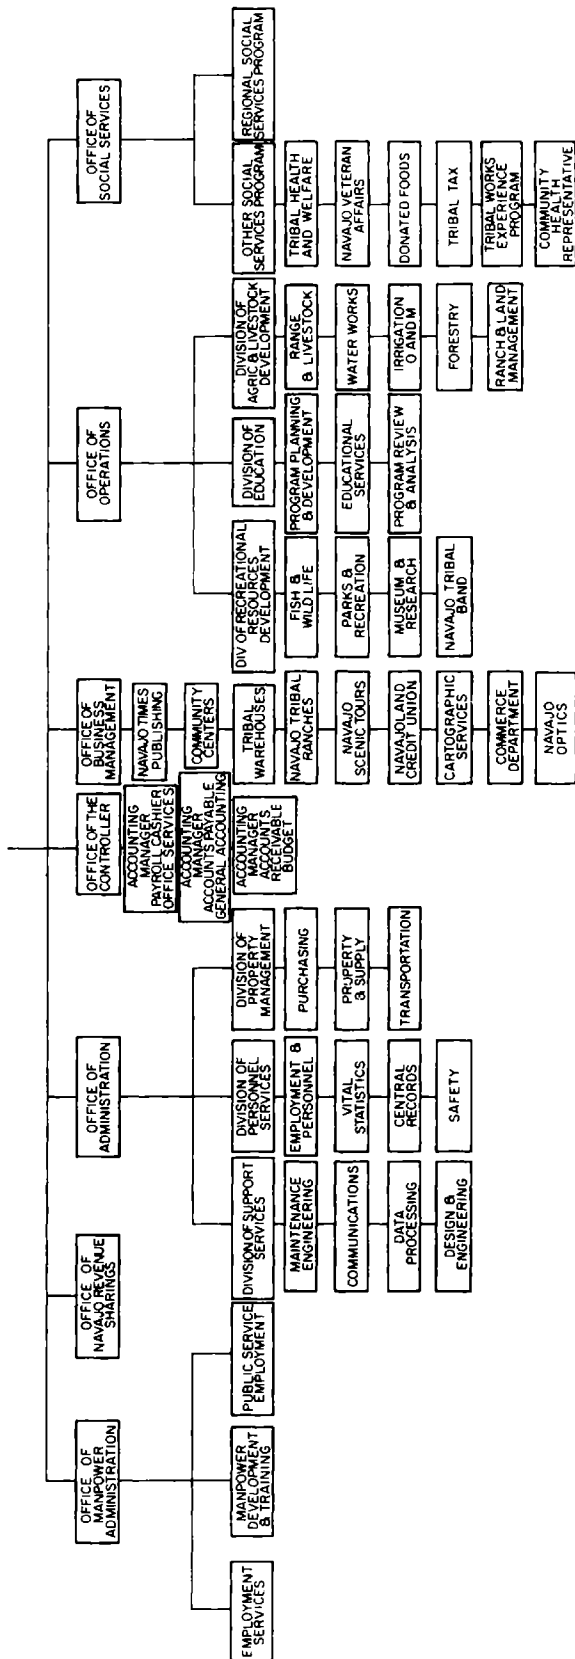 OFFICE OF
MANPOWER
ADMINISTRATION
OFFICE OF
NAVAJO REVENUE
SHARINGS
OFFICE OF
ADMINISTRATION
OFFICE OF THE
CONTROLLER
OFFICE OF
BUSINESS
MANAGEMENT
OFFICE OF
OPERATIONS
OFFICE OF
SOCIAL SERVICES
EMPLOYMENT
SERVICES
MANPOWER
DEVELOPMENT
& TRAINING
PUBLIC SERVICE
EMPLOYMENT
DIVISION OF SUPPORT
SERVICES
MAINTENANCE
ENGINEERING
COMMUNICATIONS
DATA
PROCESSING
DESIGN &
ENGINEERING
DIVISION OF
PERSONNEL
SERVICES
EMPLOYMENT &
PERSONNEL
VITAL
STATISTICS
CENTRAL
RECORDS
SAFETY
DIVISION OF
PROPERTY
MANAGEMENT
PURCHASING
PROPERTY
& SUPPLY
TRANSPORTATION
ACCOUNTING
MANAGER
PAYROLL CASHIER
OFFICE SERVICES
ACCOUNTING
MANAGER
ACCOUNTS PAYABLE
GENERAL ACCOUNTING
ACCOUNTING
MANAGER
ACCOUNTS
RECEIVABLE
BUDGET
NAVAJO TIMES
PUBLISHING
COMMUNITY
CENTERS
TRIBAL
WAREHOUSES
NAVAJO TRIBAL
RANCHES
NAVAJO
SCENIC TOURS
NAVAJOLAND
CREDIT UNION
CARTOGRAPHIC
SERVICES
COMMERCE
DEPARTMENT
NAVAJO
OPTICS
DIV OF RECREATIONAL
RESOURCES
DEVELOPMENT
FISH &
WILD LIFE
PARKS &
RECREATION
MUSEUM &
RESEARCH
NAVAJO TRIBAL
BAND
DIVISION OF
EDUCATION
PROGRAM PLANNING
& DEVELOPMENT
EDUCATIONAL
SERVICES
PROGRAM REVIEW
& ANALYSIS
DIVISION OF
AGRIC & LIVESTOCK
DEVELOPMENT
RANGE
& LIVESTOCK
WATER WORKS
IRRIGATION
O AND M
FORESTRY
RANCH & LAND
MANAGEMENT
OTHER SOCIAL
SERVICES PROGRAM
TRIBAL HEALTH
AND WELFARE
NAVAJO VETERAN
AFFAIRS
DONATED FOODS
TRIBAL TAX
TRIBAL WORKS
EXPERIENCE
PROGRAM
COMMUNITY
HEALTH
REPRESENTATIVE
REGIONAL SOCIAL
SERVICES PROGRAM